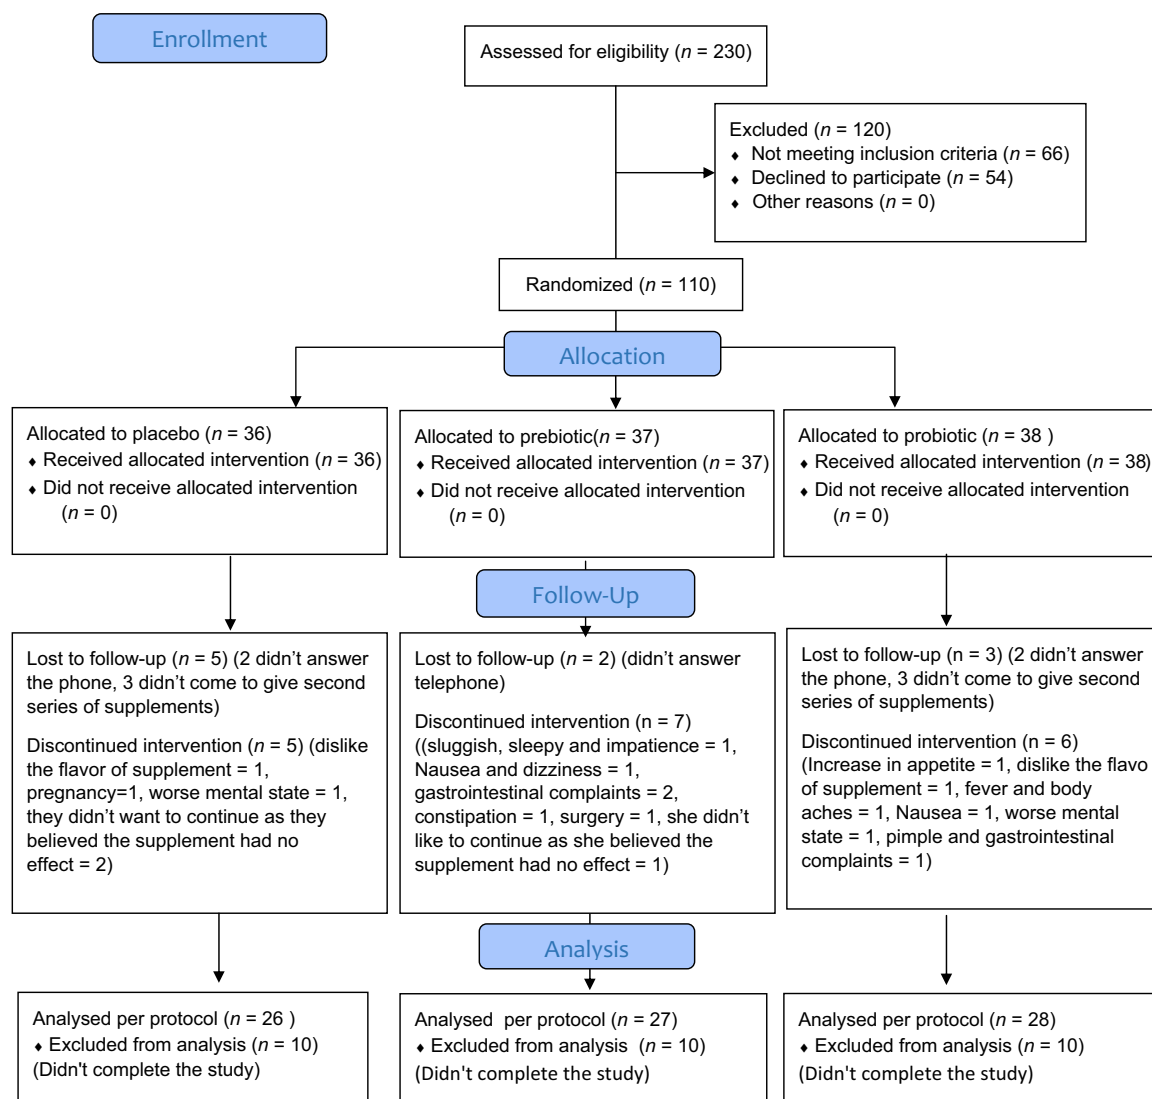 Enrollment
Assessed for eligibility (n = 230)
Excluded (n = 120)
♦ Not meeting inclusion criteria (n = 66)
♦ Declined to participate (n = 54)
♦ Other reasons (n = 0)
Randomized (n = 110)
Allocation
Allocated to placebo (n = 36)
♦ Received allocated intervention (n = 36)
♦ Did not receive allocated intervention
(n = 0)
Allocated to prebiotic(n = 37)
♦ Received allocated intervention (n = 37)
♦ Did not receive allocated intervention
(n = 0)
Allocated to probiotic (n = 38 )
♦ Received allocated intervention (n = 38)
♦ Did not receive allocated intervention
(n = 0)
Follow-Up
Lost to follow-up (n = 5) (2 didn't answer
the phone, 3 didn't come to give second
series of supplements)
Discontinued intervention (n = 5) (dislike
the flavor of supplement = 1,
pregnancy=1, worse mental state = 1,
they didn't want to continue as they
believed the supplement had no
effect = 2)
Lost to follow-up (n = 2) (didn't answer
telephone)
Discontinued intervention (n = 7)
((sluggish, sleepy and impatience = 1,
Nausea and dizziness = 1,
gastrointestinal complaints = 2,
constipation = 1, surgery = 1, she didn't
like to continue as she believed the
supplement had no effect = 1)
Lost to follow-up (n = 3) (2 didn't answer
the phone, 3 didn't come to give second
series of supplements)
Discontinued intervention (n = 6)
(Increase in appetite = 1, dislike the flavo
of supplement = 1, fever and body
aches = 1, Nausea = 1, worse mental
state = 1, pimple and gastrointestinal
complaints = 1)
Analysis
Analysed per protocol (n = 26 )
♦ Excluded from analysis (n = 10)
(Didn't complete the study)
Analysed per protocol (n = 27)
♦ Excluded from analysis (n = 10)
(Didn't complete the study)
Analysed per protocol (n = 28)
♦ Excluded from analysis (n = 10)
(Didn't complete the study)